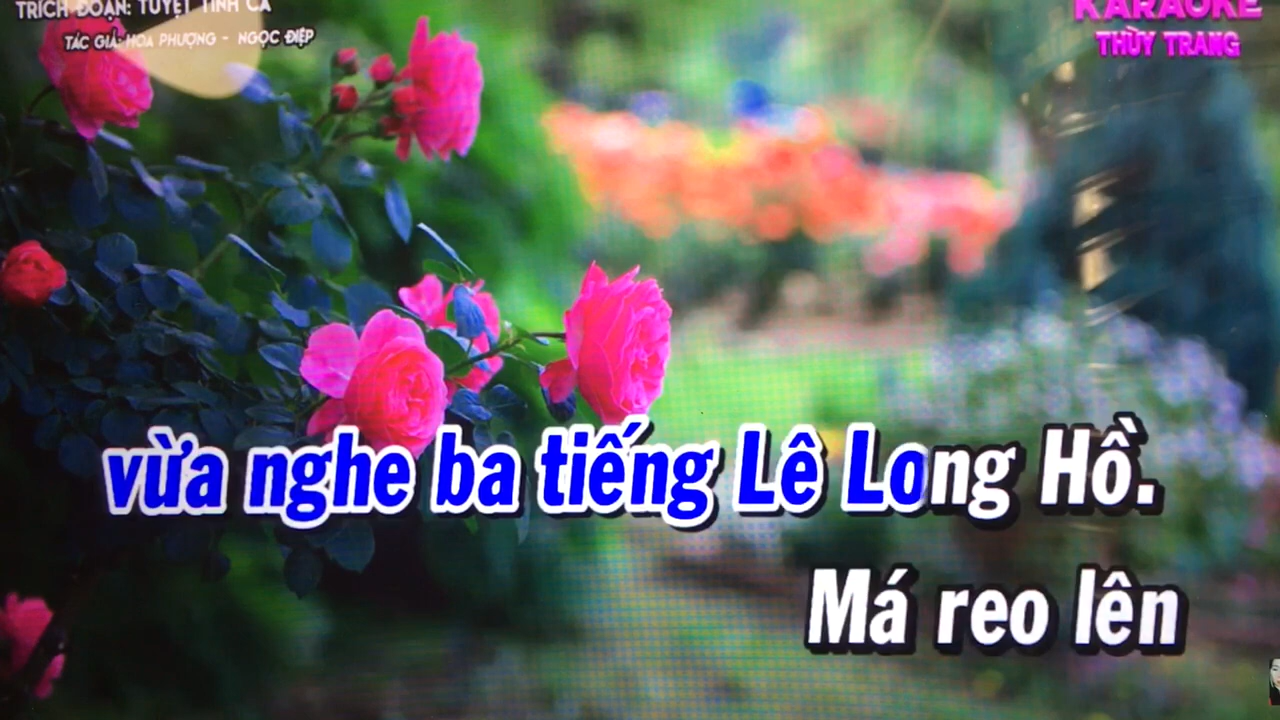 TRÍCH ĐOẠN: TUYỆT TÌNH CA
TÁC GIẢ: HOA PHƯỢNG - NGỌC ĐIỆP
KARAOKE
THÙY TRANG
vừa nghe ba tiếng Lê Long Hồ.
Má reo lên